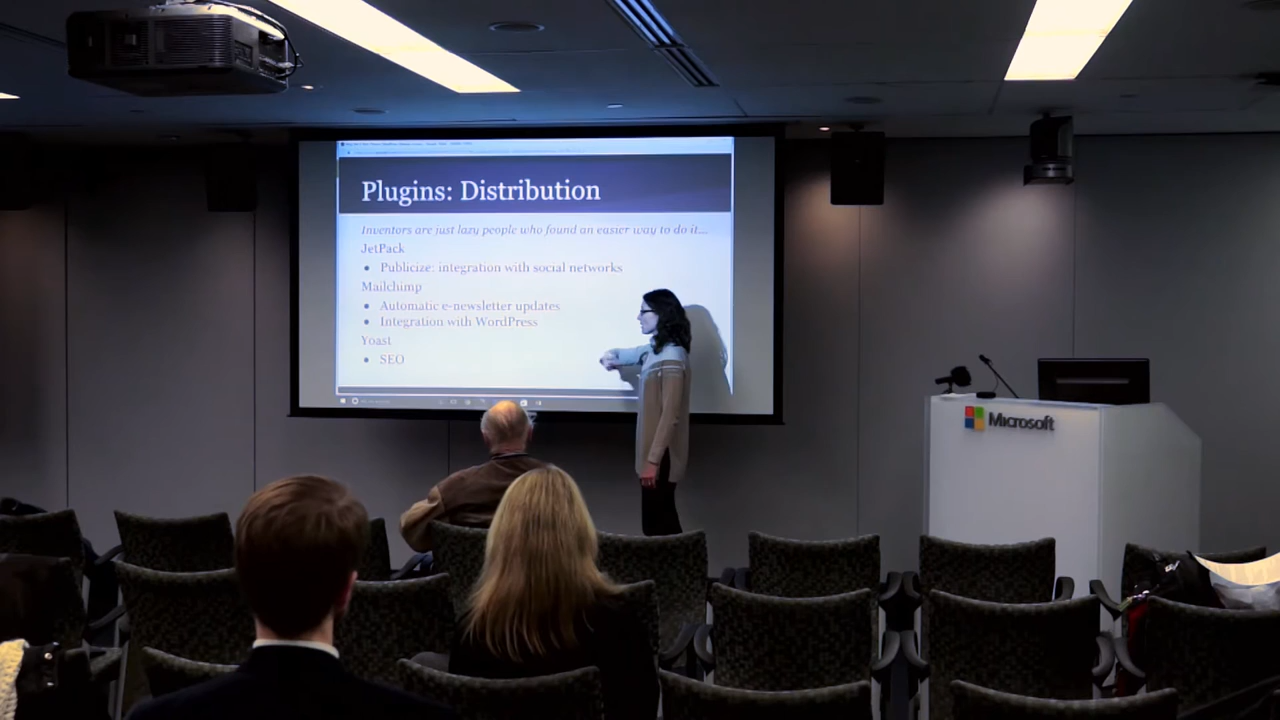 Plugins: Distribution
Inventors are just lazy people who found an easier way to do it...
JetPack
• Publicize: integration with social networks
Mailchimp
• Automatic e-newsletter updates
• Integration with WordPress
Yoast
• SEO
Microsoft